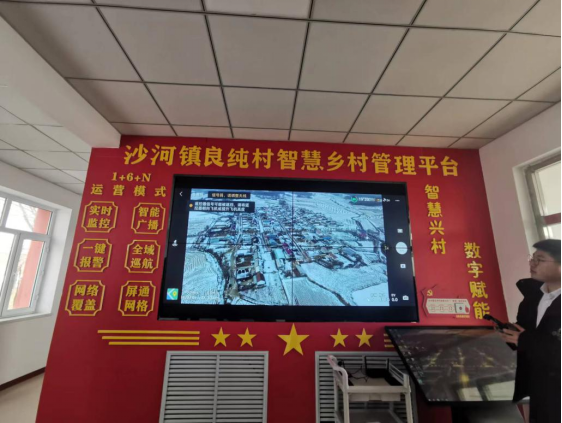 沙河镇良纯村智慧乡村管理平台
1+6+N
运营模式
实时
监控
智能
广播
一键
报警
全域
巡航
网络
覆盖
屏通
网格
智慧兴村
数字赋能